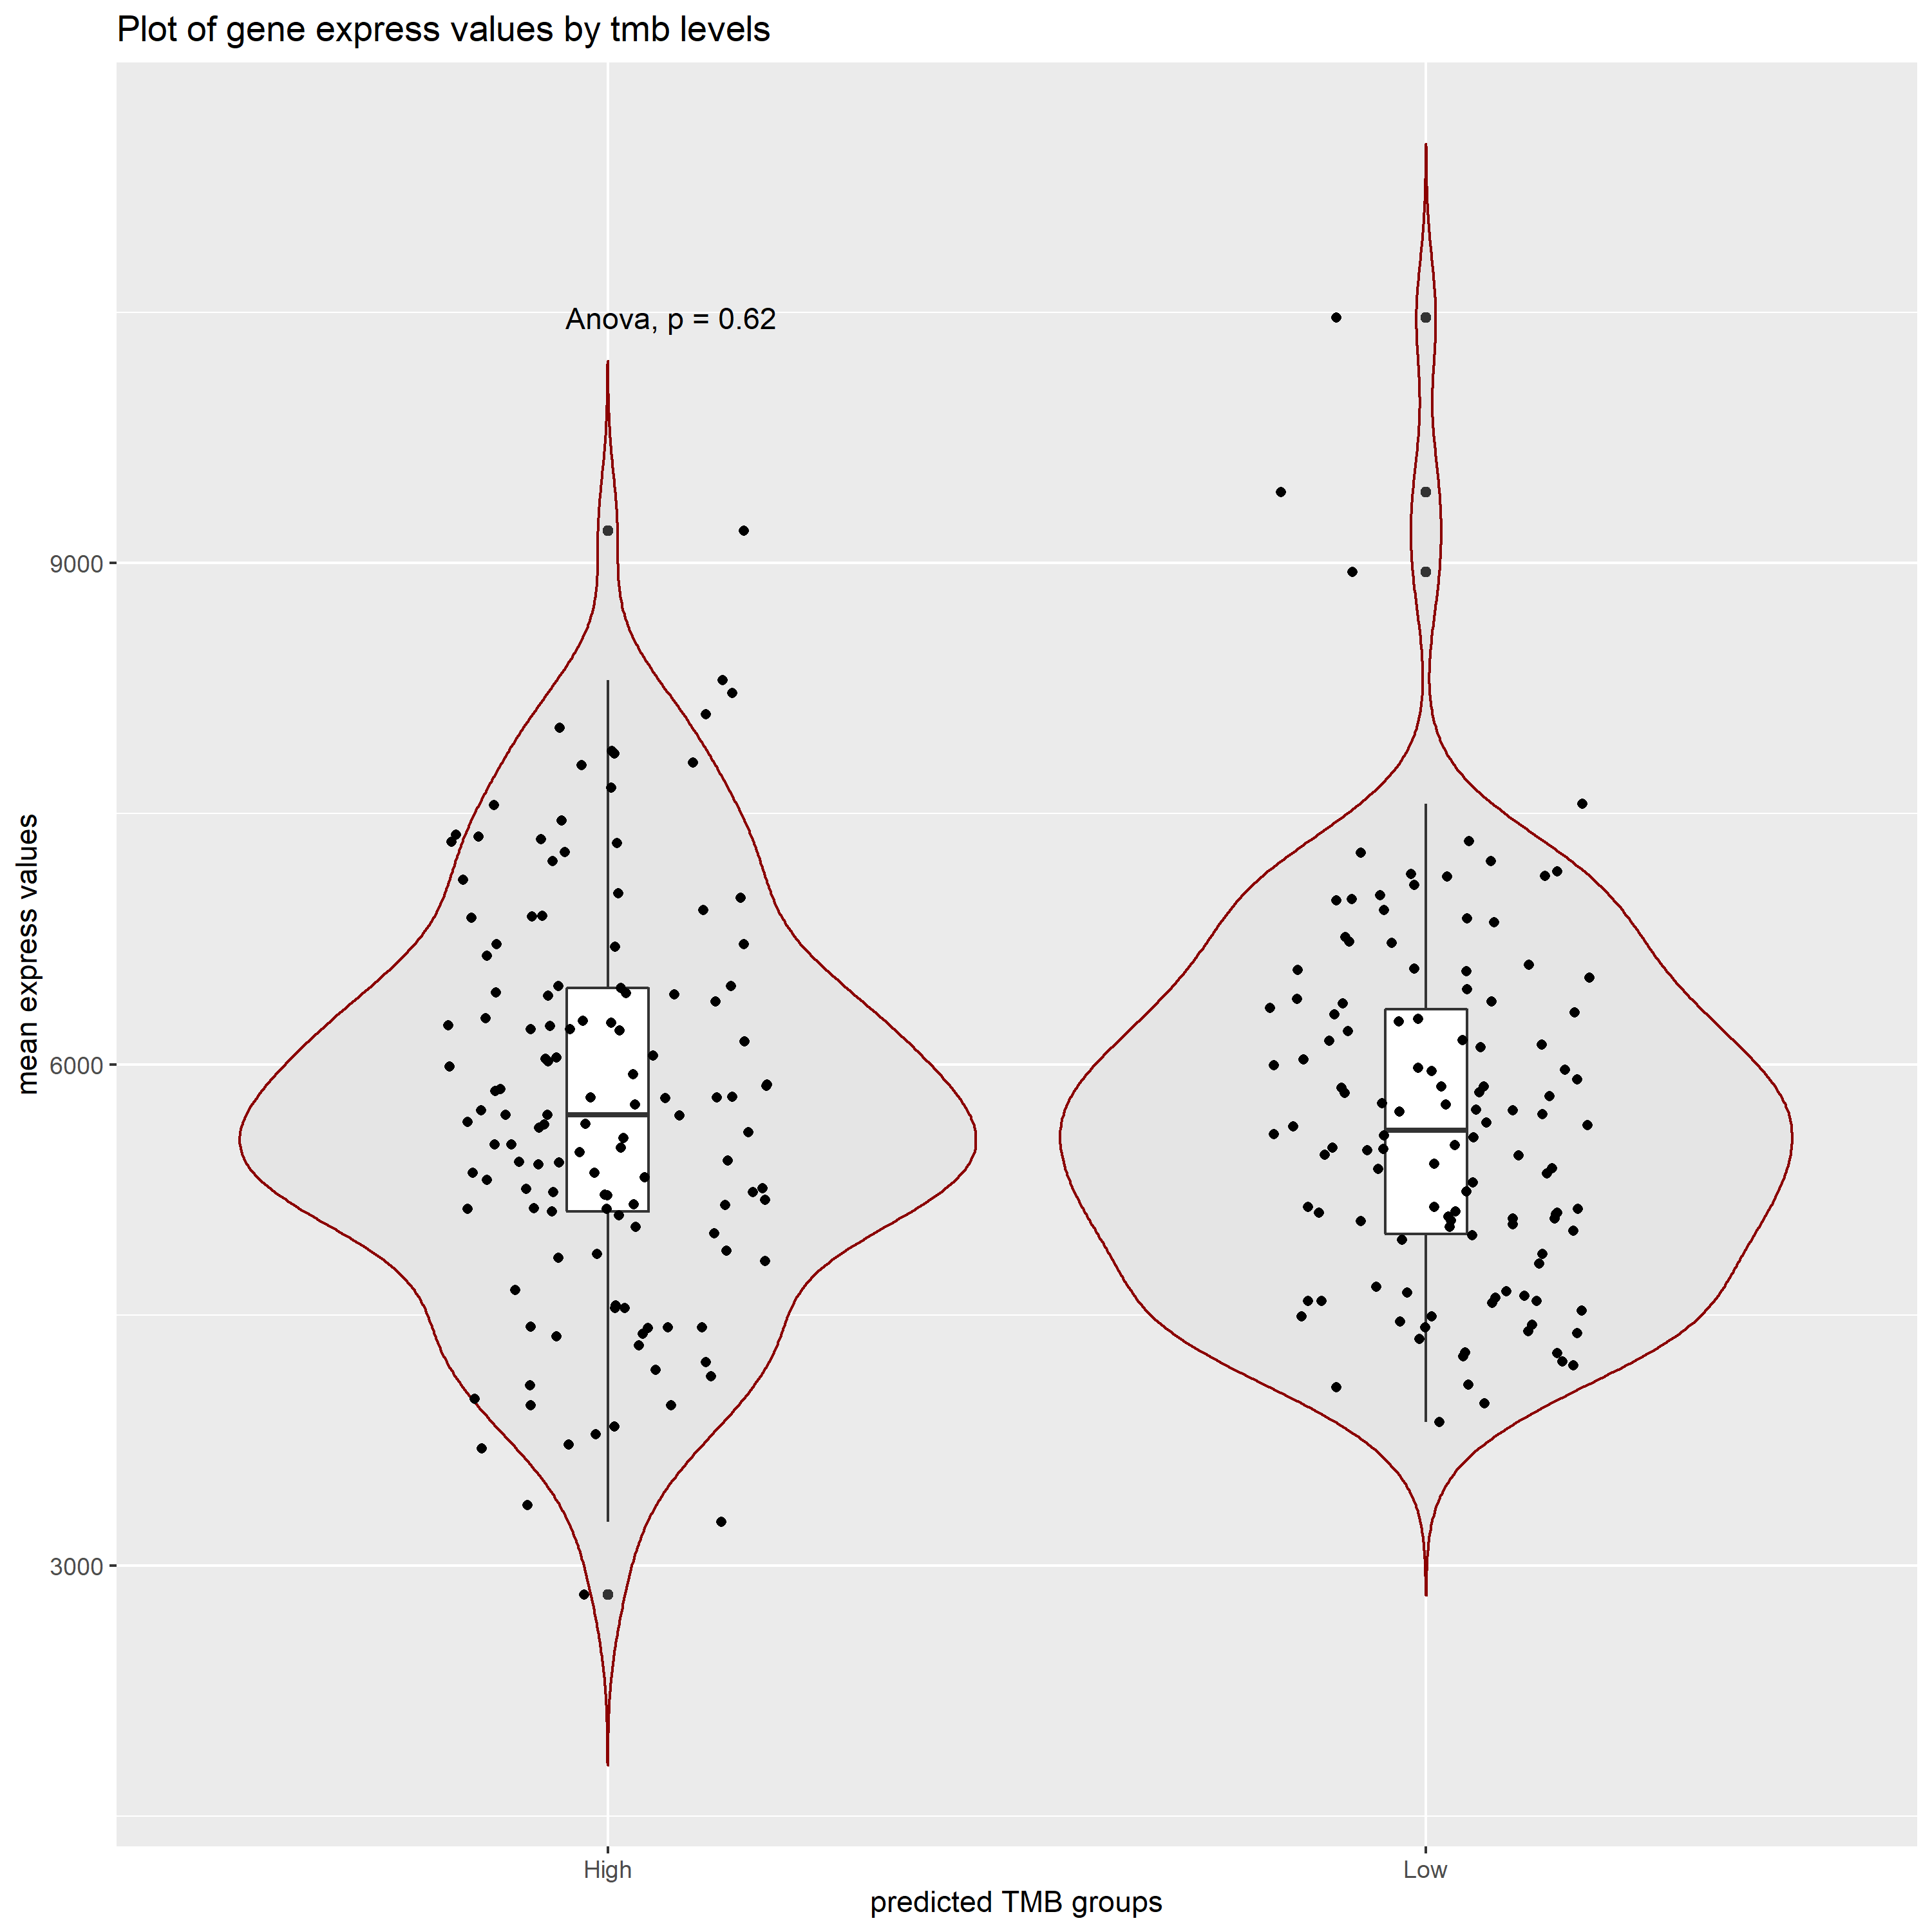 Plot of gene express values by tmb levels
Anova, p = 0.62
mean express values
9000
6000
3000
High
Low
predicted TMB groups